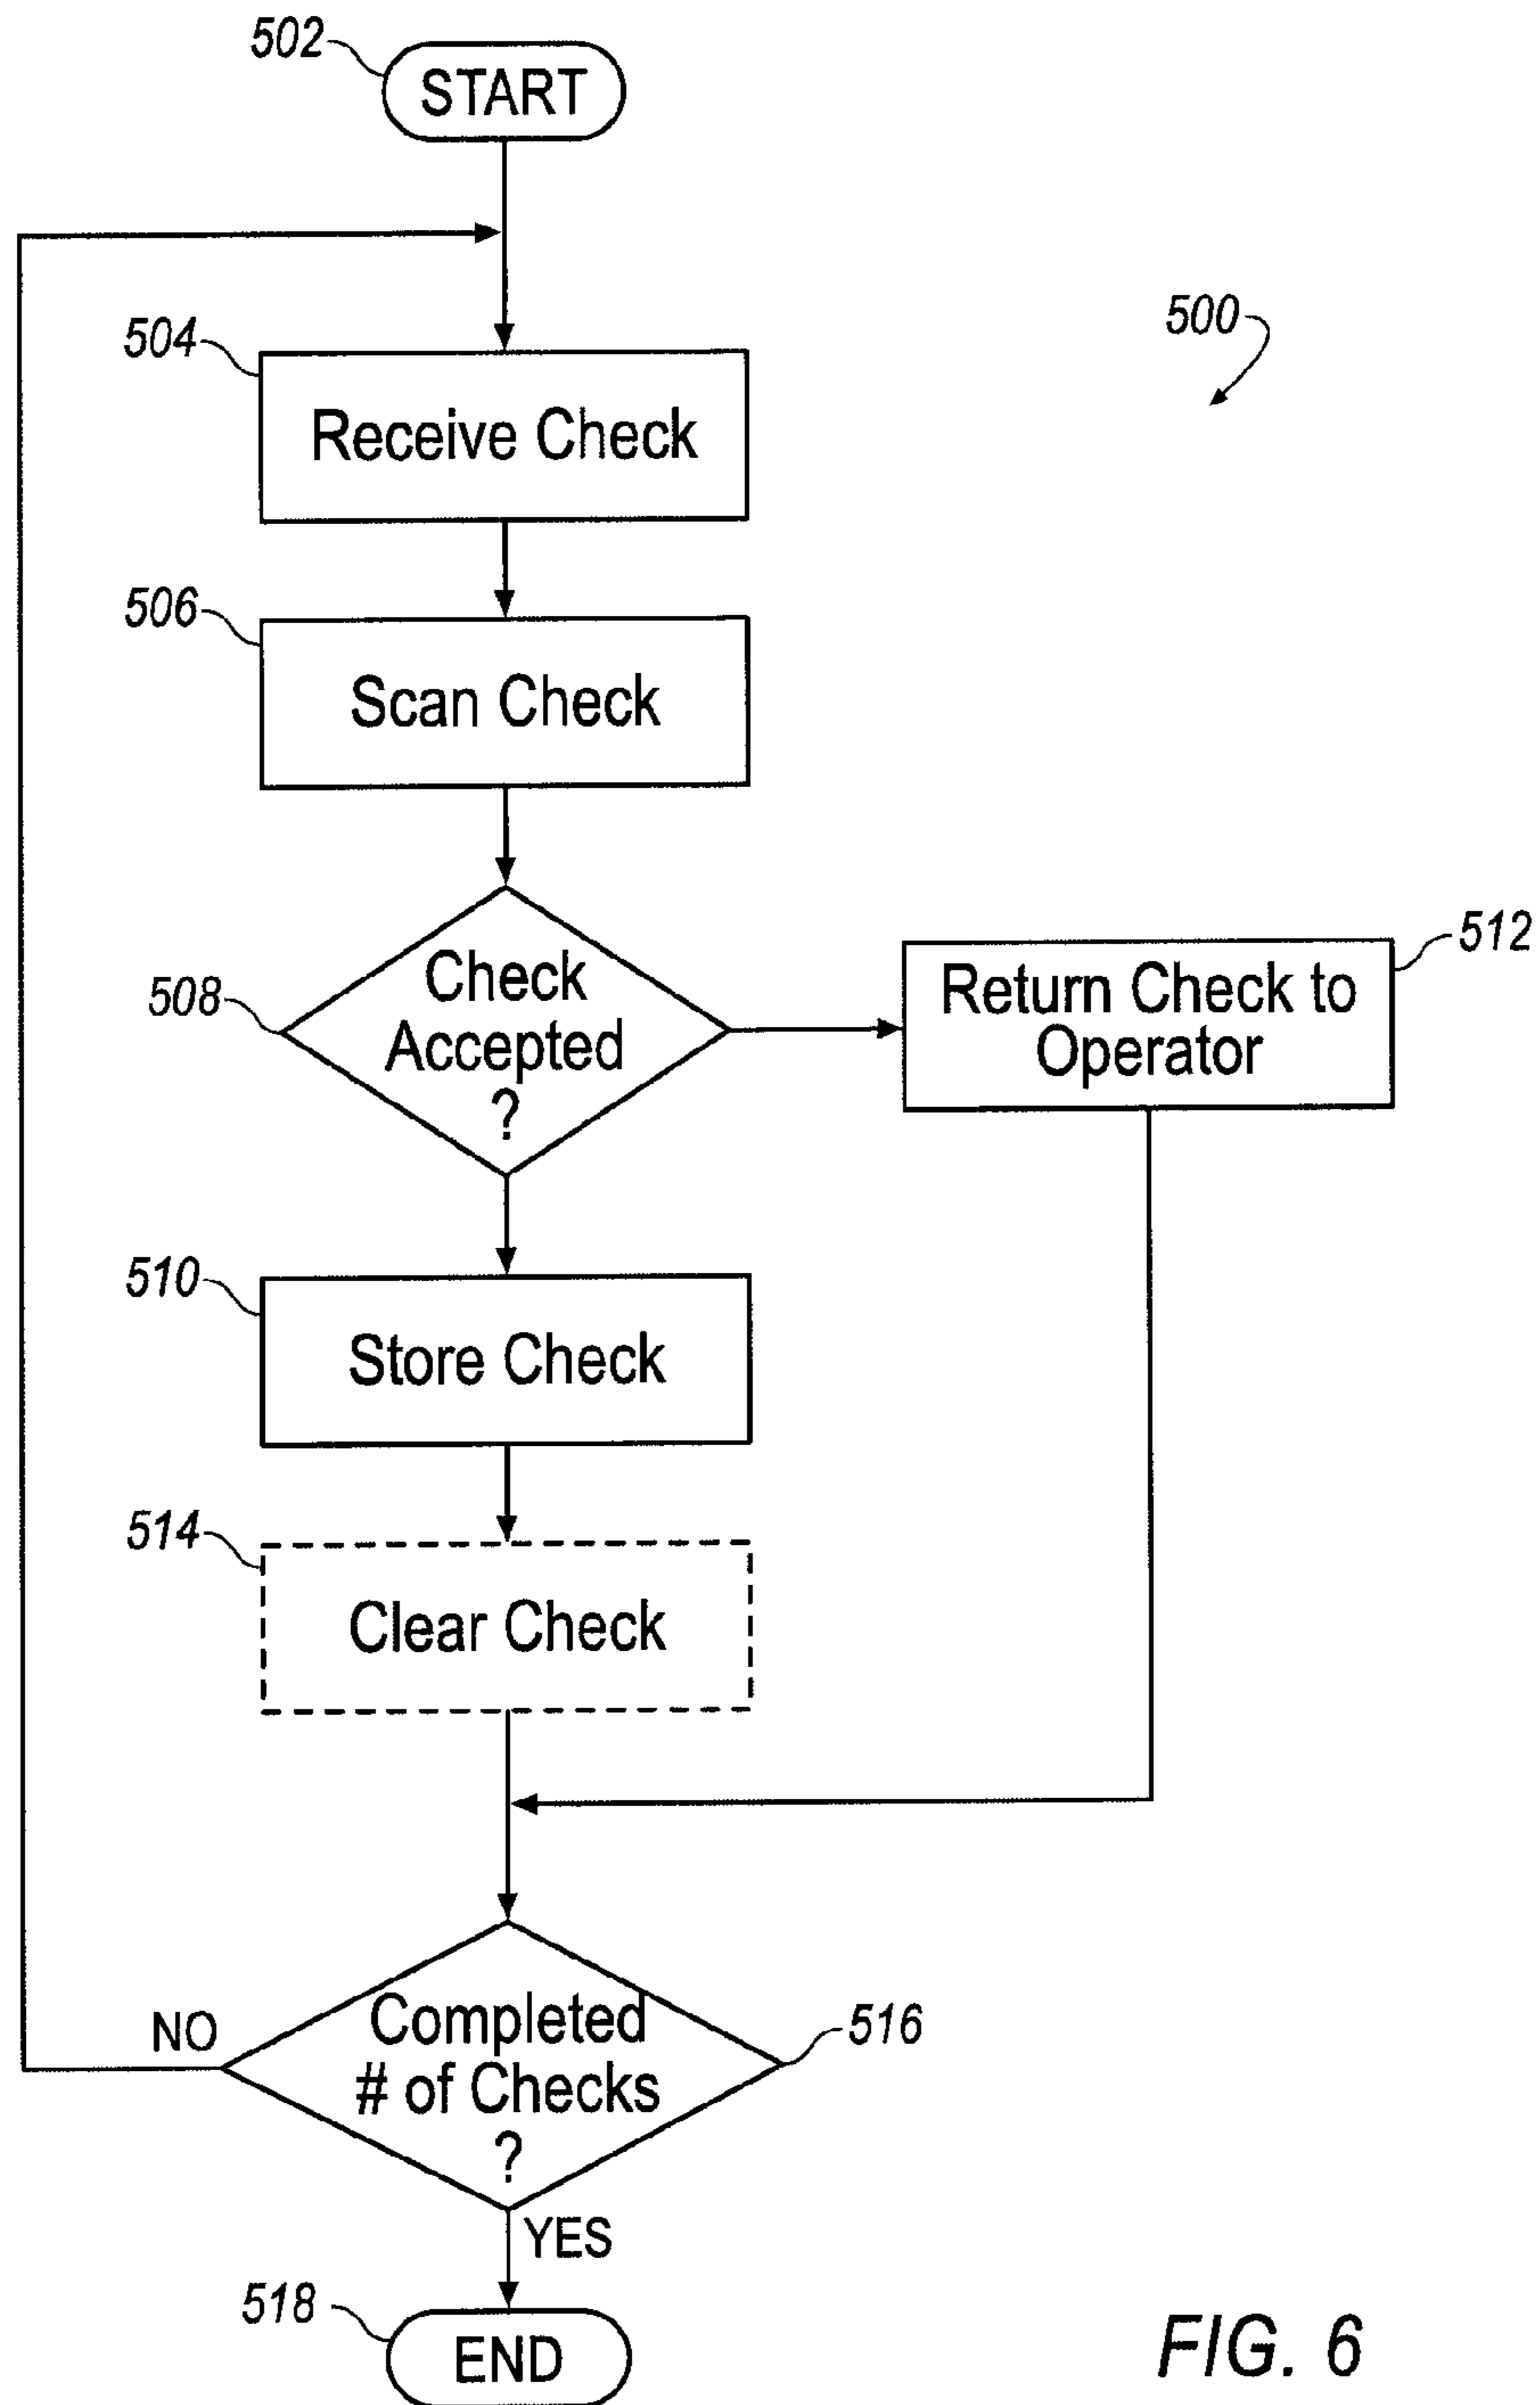 502
START
500
504
Receive Check
506
Scan Check
508
Check
Accepted
?
512
Return Check to
Operator
510
Store Check
514
Clear Check
NO
Completed
# of Checks
?
516
YES
518
END
FIG. 6